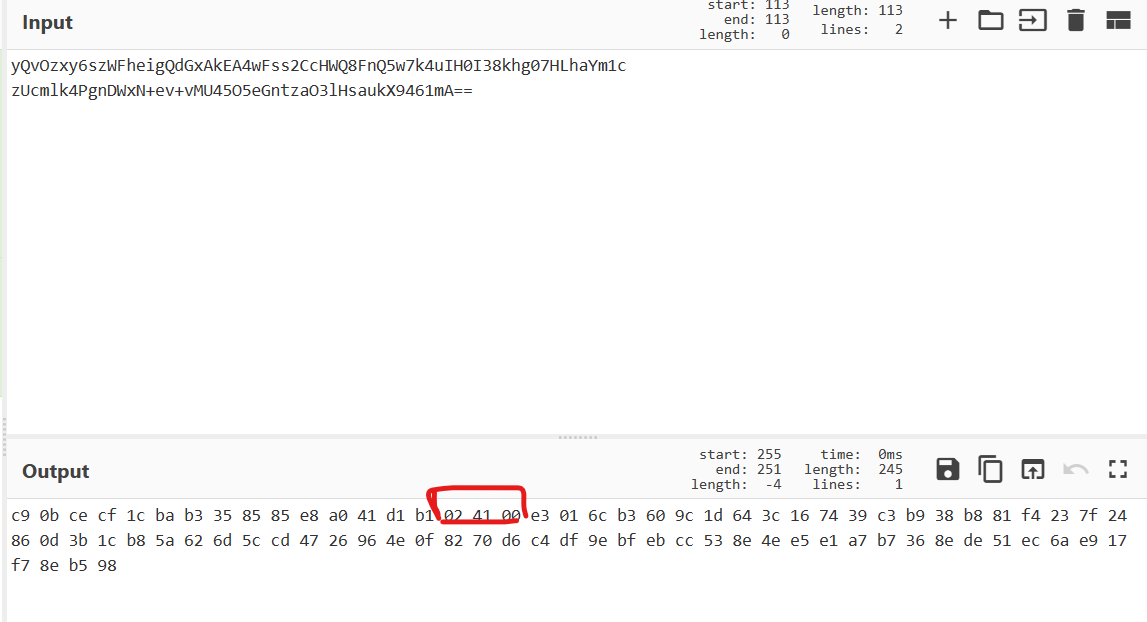 Input
start: 113
end: 113
length: 0
length: 113
lines: 2
yQvOzxy6szWFheigQdGxAkEA4wFss2CcHWQ8FnQ5w7k4uIH0I38khg07HLhaYm1c
zUcmlk4PgnDWxN+ev+vMU45O5eGntzaO3lHsaukX9461mA==
Output
start: 255
end: 251
length: -4
time: 0ms
length: 245
lines: 1
c9 0b ce cf 1c ba b3 35 85 85 e8 a0 41 d1 b1 02 41 00 e3 01 6c b3 60 9c 1d 64 3c 16 74 39 c3 b9 38 b8 81 f4 23 7f 24
86 0d 3b 1c b8 5a 62 6d 5c cd 47 26 96 4e 0f 82 70 d6 c4 df 9e bf eb cc 53 8e 4e e5 e1 a7 b7 36 8e de 51 ec 6a e9 17
f7 8e b5 98